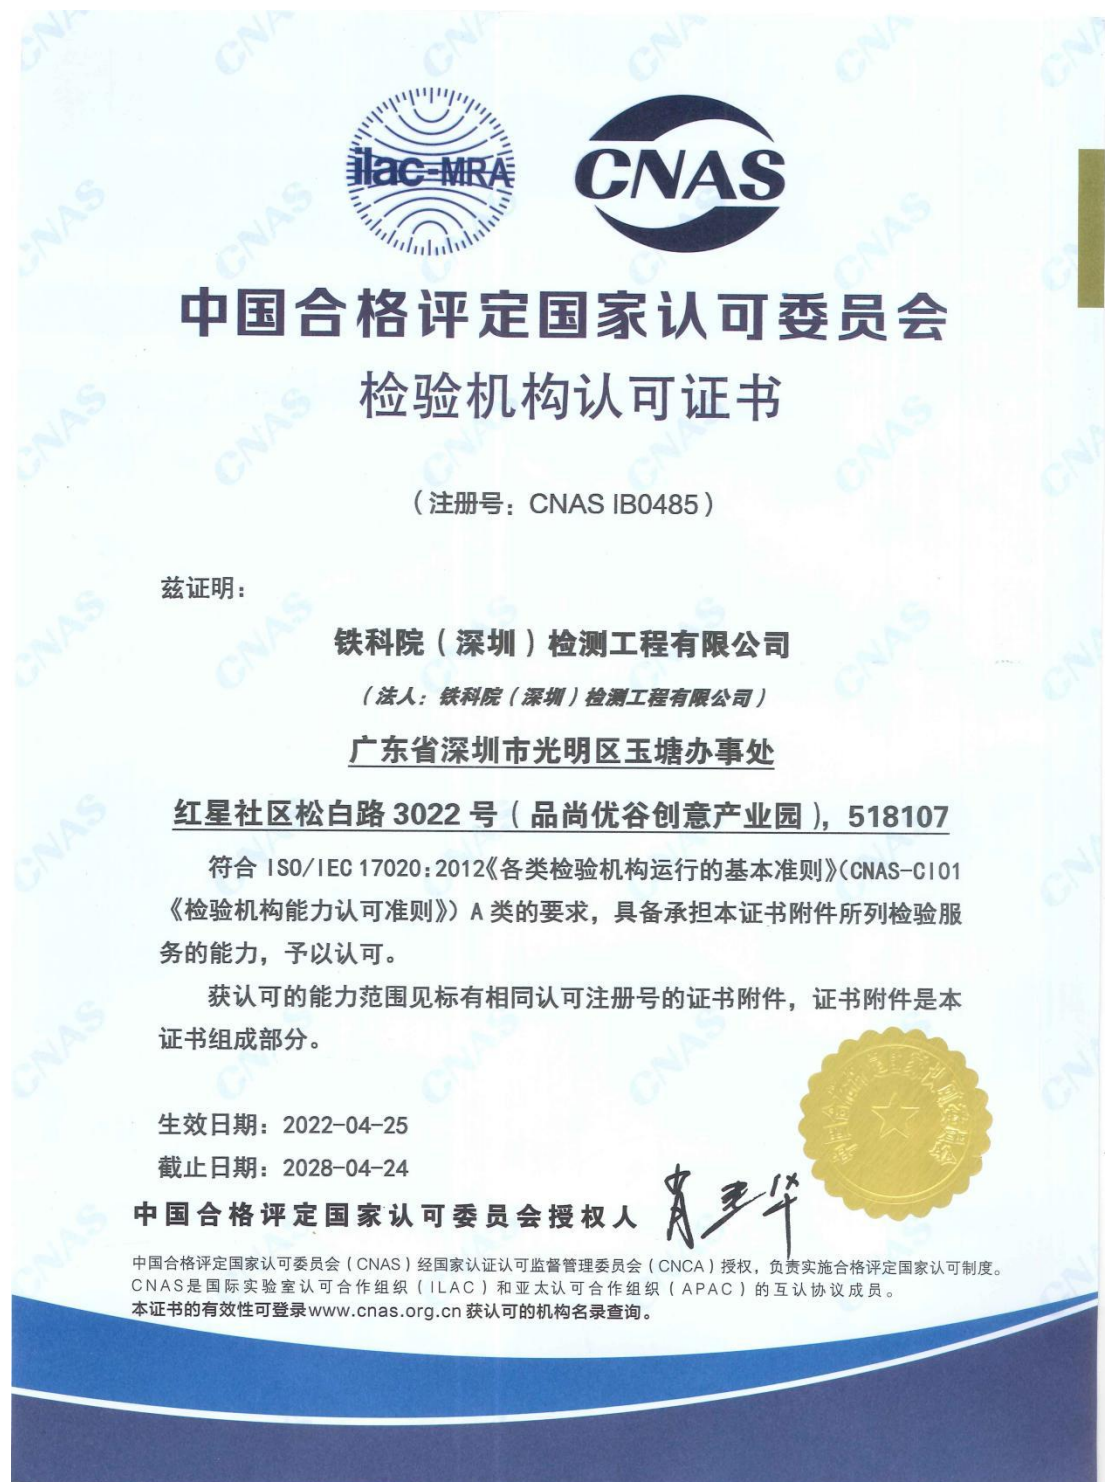 ilac-MRA
CNAS
中国合格评定国家认可委员会
检验机构认可证书
（注册号：CNAS IB0485）
兹证明：
铁科院（深圳）检测工程有限公司
（法人：铁科院（深圳）检测工程有限公司）
广东省深圳市光明区玉塘办事处
红星社区松白路 3022 号（品尚优谷创意产业园），518107
符合 ISO/IEC 17020:2012《各类检验机构运行的基本准则》（CNAS-CI01
《检验机构能力认可准则》）A 类的要求，具备承担本证书附件所列检验服
务的能力，予以认可。
获认可的能力范围见标有相同认可注册号的证书附件，证书附件是本
证书组成部分。
生效日期：2022-04-25
截止日期：2028-04-24
中国合格评定国家认可委员会授权人
中国合格评定国家认可委员会（CNAS）经国家认证认可监督管理委员会（CNCA）授权，负责实施合格评定国家认可制度。
CNAS是国际实验室认可合作组织（ILAC）和亚太认可合作组织（APAC）的互认协议成员。
本证书的有效性可登录www.cnas.org.cn 获认可的机构名录查询。